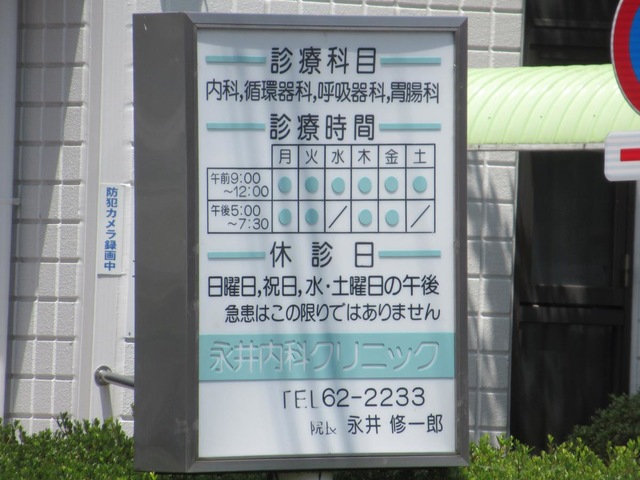 診療科目
内科,循環器科,呼吸器科,胃腸科
診療時間
月 火 水 木 金 土
午前9:00～12:00 ● ● ● ● ● ●
午後5:00～7:30 ● ● ／ ● ● ／
休診日
日曜日,祝日,水・土曜日の午後
急患はこの限りではありません
永井内科クリニック
TEL62-2233
院長 永井 修一郎
防犯カメラ録画中